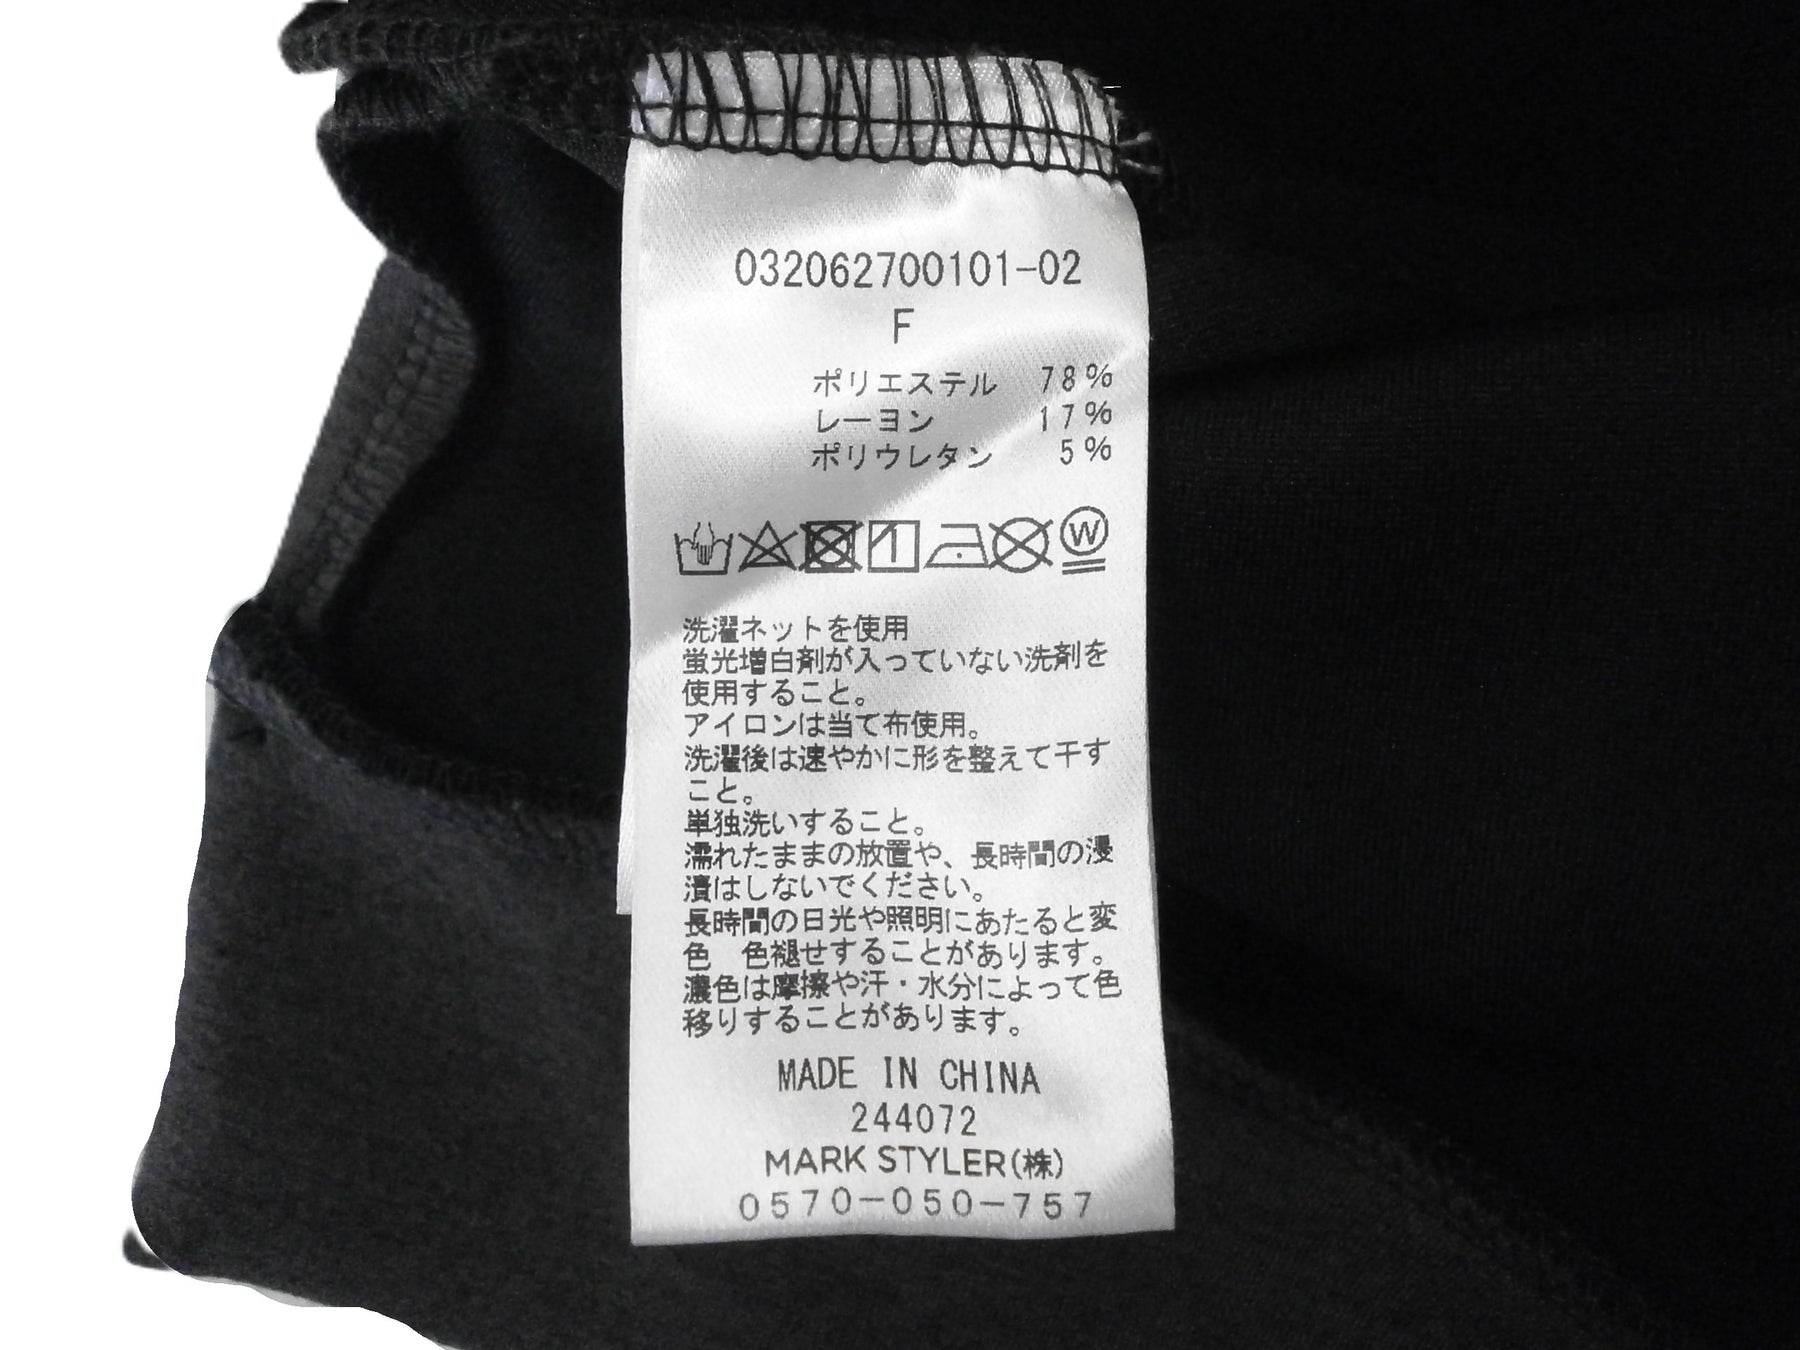 032062700101-02
F
ポリエステル 78%
レーヨン 17%
ポリウレタン 5%
W
洗濯ネットを使用
蛍光増白剤が入っていない洗剤を
使用すること。
アイロンは当て布使用。
洗濯後は速やかに形を整えて干す
こと。
単独洗いすること。
濡れたままの放置や、長時間の浸
漬はしないでください。
長時間の日光や照明にあたると変
色　色褪せすることがあります。
濃色は摩擦や汗・水分によって色
移りすることがあります。
MADE IN CHINA
244072
MARK STYLER(株)
0570-050-757